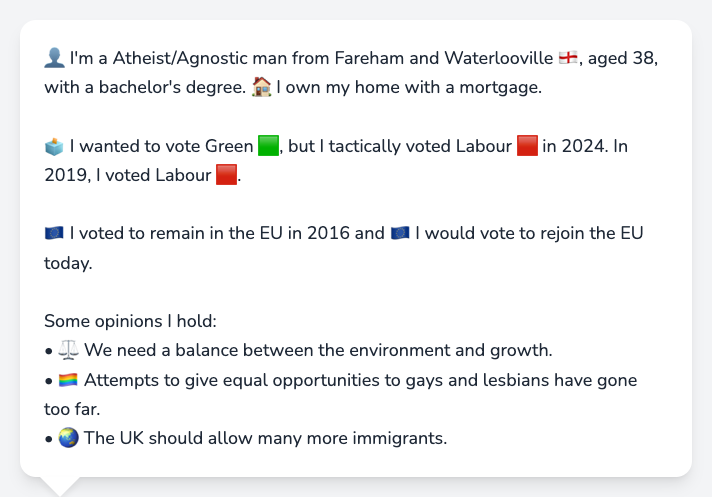 👤 I'm a Atheist/Agnostic man from Fareham and Waterlooville 🏴󠁧󠁢󠁥󠁮󠁧󠁿, aged 38,
with a bachelor's degree. 🏠 I own my home with a mortgage.
🗳️ I wanted to vote Green 🟩, but I tactically voted Labour 🟥 in 2024. In
2019, I voted Labour 🟥.
🇪🇺 I voted to remain in the EU in 2016 and 🇪🇺 I would vote to rejoin the EU
today.
Some opinions I hold:
• ⚖️ We need a balance between the environment and growth.
• 🏳️‍🌈 Attempts to give equal opportunities to gays and lesbians have gone
too far.
• 🌏 The UK should allow many more immigrants.